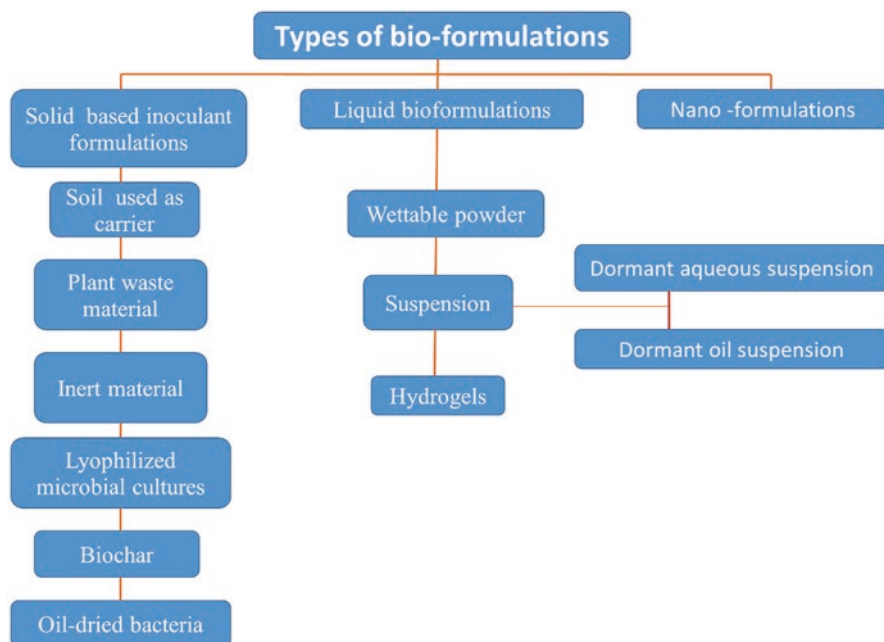 Types of bio-formulations
Solid based inoculant
formulations
Soil used as
carrier
Plant waste
material
Inert material
Lyophilized
microbial cultures
Biochar
Oil-dried bacteria
Liquid bioformulations
Wettable powder
Suspension
Hydrogels
Dormant aqueous suspension
Dormant oil suspension
Nano -formulations